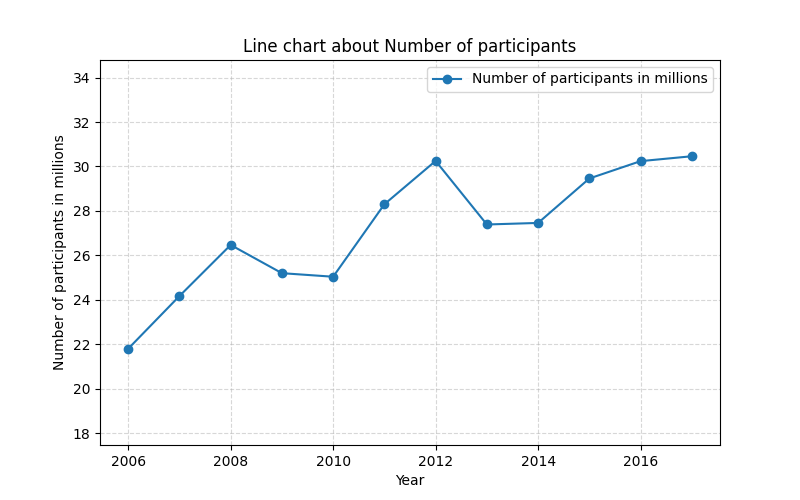 Line chart about Number of participants
Number of participants in millions
34
32
30
28
26
24
22
20
18
Number of participants in millions
2006 2008 2010 2012 2014 2016
Year